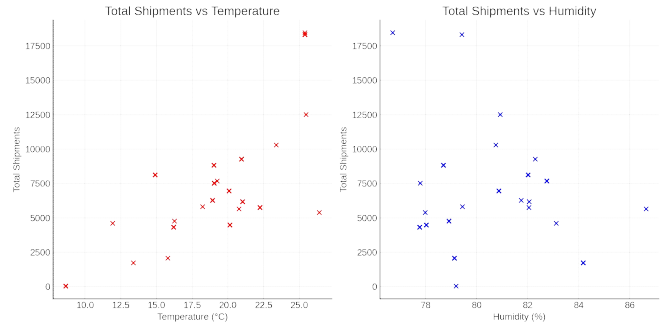 Total Shipments vs Temperature
Total Shipments
17500
15000
12500
10000
7500
5000
2500
0
10.0 12.5 15.0 17.5 20.0 22.5 25.0
Temperature (°C)
Total Shipments vs Humidity
Total Shipments
17500
15000
12500
10000
7500
5000
2500
0
78 80 82 84 86
Humidity (%)